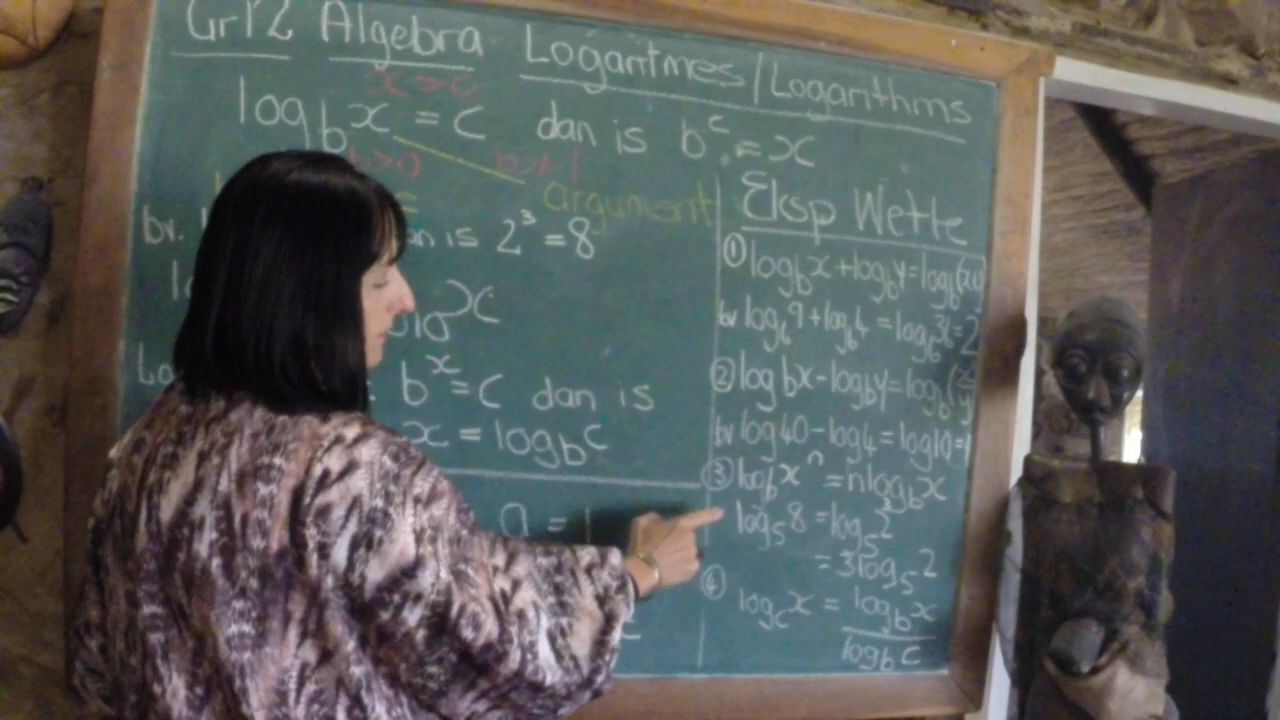 Gr12 Algebra Logaritmes/Logarithms
x > c
log_b x = c dan is b^c = x
b>0 b≠1
argument
bv. is 2^3 = 8
x
b^x = c dan is
x = log_b c
a = 1
Eksp Wette
① log_b x + log_b y = log_b (xy)
bv log_6 9 + log_6 4 = log_6 36 = 2
② log_b x - log_b y = log_b (x/y)
bv log 40 - log 4 = log 10 = 1
③ log_b x^n = n log_b x
log_5 8 = log_5 2^3
= 3 log_5 2
④ log_c x = log_b x
log_b c